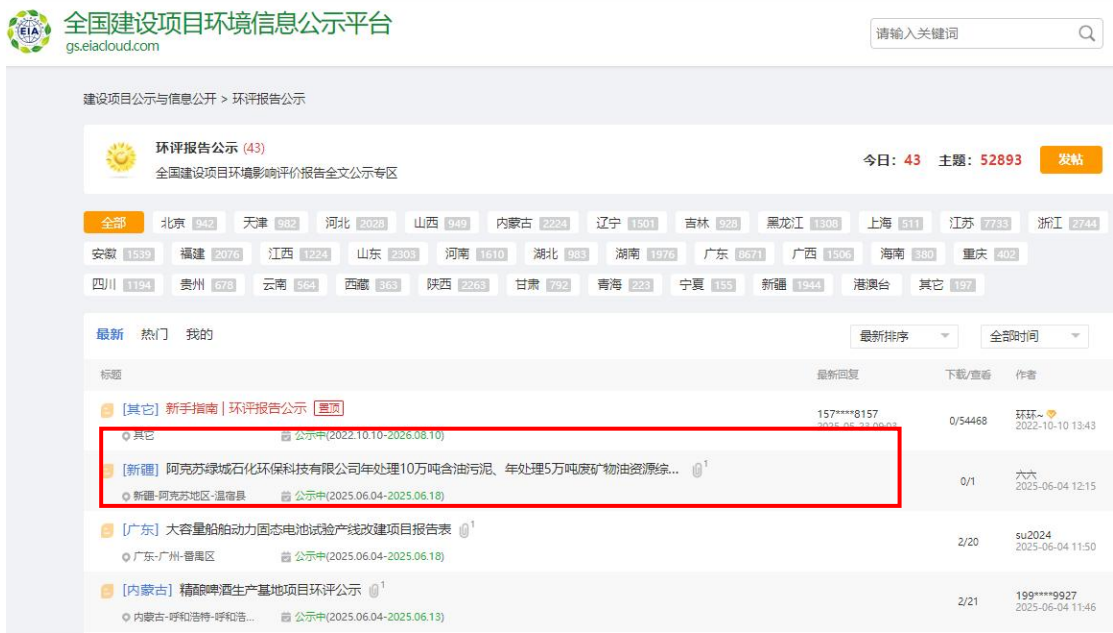 EIA
全国建设项目环境信息公示平台
gs.eiacloud.com
请输入关键词
建设项目公示与信息公开 > 环评报告公示
环评报告公示 (43)
全国建设项目环境影响评价报告全文公示专区
今日: 43 主题: 52893 发帖
全部 北京 942 天津 982 河北 2028 山西 949 内蒙古 2224 辽宁 1501 吉林 928 黑龙江 1308 上海 511 江苏 7733 浙江 2744
安徽 1539 福建 2076 江西 1224 山东 2303 河南 1610 湖北 983 湖南 1976 广东 8671 广西 1506 海南 380 重庆 402
四川 1194 贵州 678 云南 564 西藏 363 陕西 2263 甘肃 792 青海 223 宁夏 155 新疆 1944 港澳台 其它 197
最新 热门 我的 最新排序 全部时间
标题 最新回复 下载/查看 作者
[其它] 新手指南 | 环评报告公示 置顶 157****8157 0/54468 环环~
其它 公示中(2022.10.10-2026.08.10) 2025-05-23 09:03 2022-10-10 13:43
[新疆] 阿克苏绿城石化环保科技有限公司年处理10万吨含油污泥、年处理5万吨废矿物油资源综... 1 0/1 六六
新疆-阿克苏地区-温宿县 公示中(2025.06.04-2025.06.18) 2025-06-04 12:15
[广东] 大容量船舶动力固态电池试验产线改建项目报告表 1 2/20 su2024
广东-广州-番禺区 公示中(2025.06.04-2025.06.18) 2025-06-04 11:50
[内蒙古] 精酿啤酒生产基地项目环评公示 1 2/21 199****9927
内蒙古-呼和浩特-呼和浩... 公示中(2025.06.04-2025.06.13) 2025-06-04 11:46